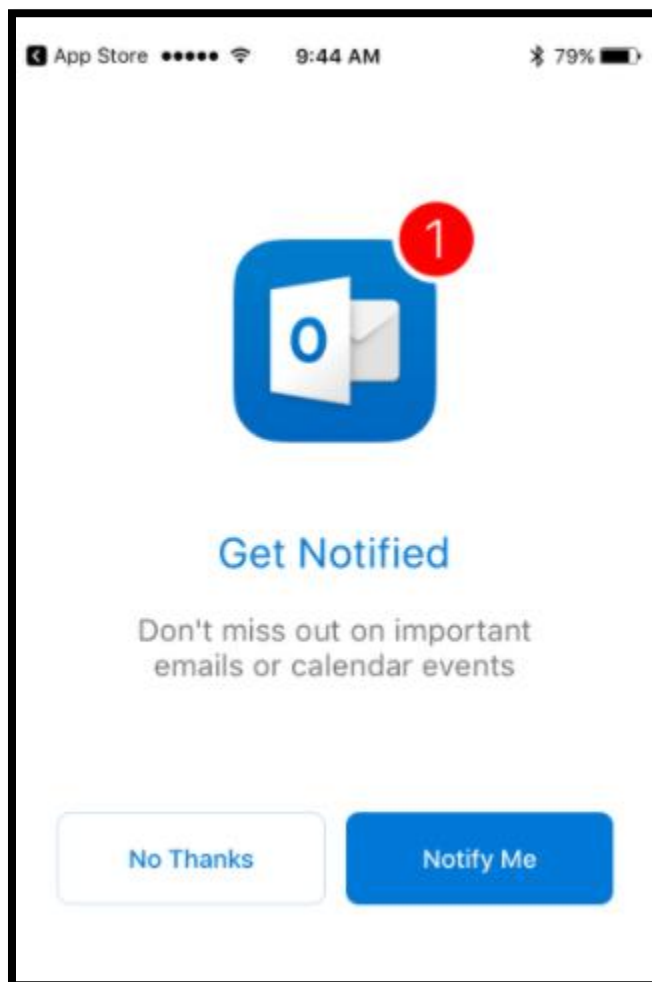 App Store 9:44 AM 79%
1
O
Get Notified
Don't miss out on important
emails or calendar events
No Thanks Notify Me